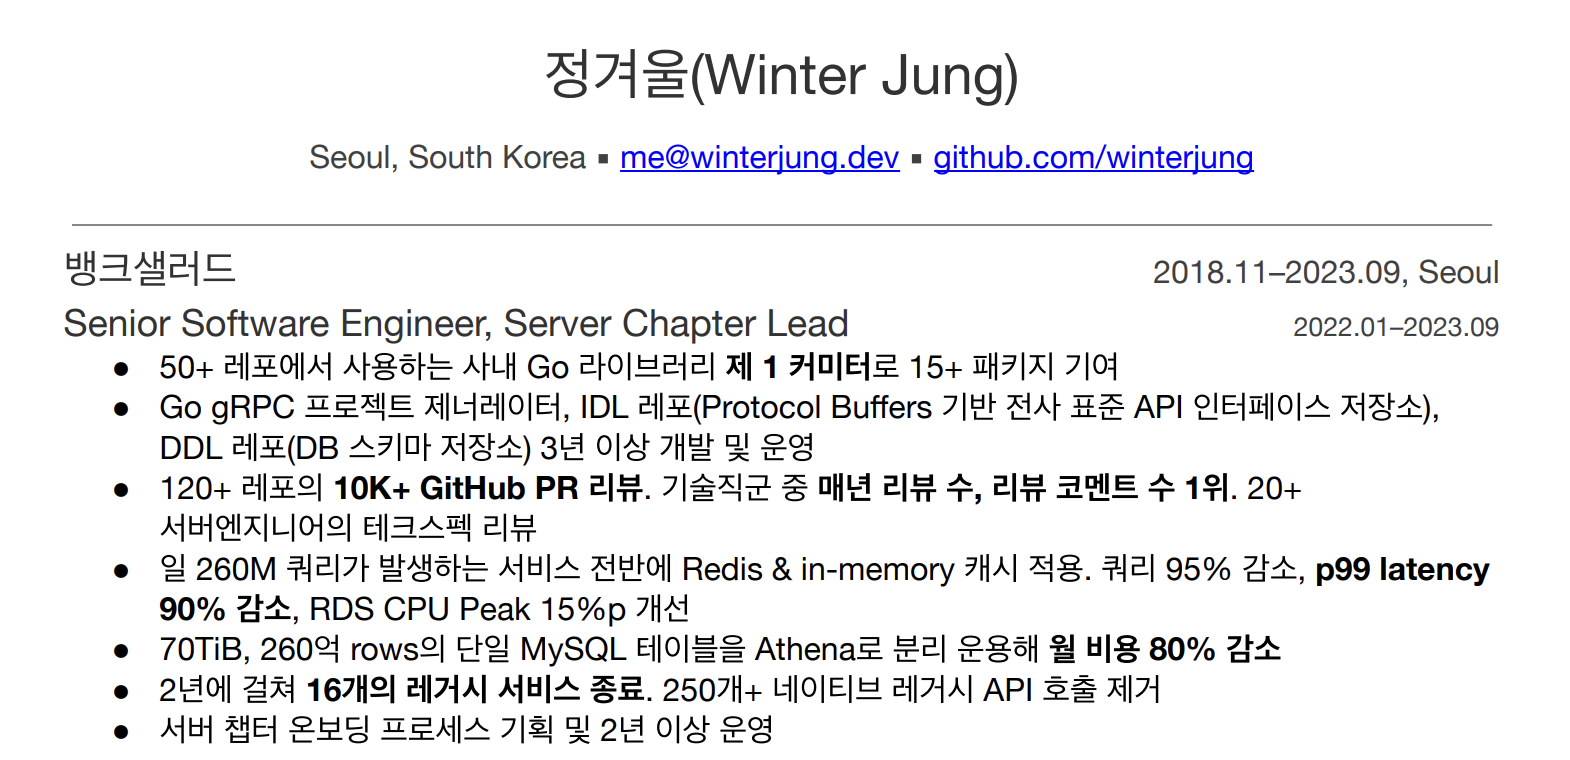 정겨울(Winter Jung)
Seoul, South Korea ▪ me@winterjung.dev ▪ github.com/winterjung
뱅크샐러드 2018.11–2023.09, Seoul
Senior Software Engineer, Server Chapter Lead 2022.01–2023.09
● 50+ 레포에서 사용하는 사내 Go 라이브러리 제 1 커미터로 15+ 패키지 기여
● Go gRPC 프로젝트 제너레이터, IDL 레포(Protocol Buffers 기반 전사 표준 API 인터페이스 저장소),
DDL 레포(DB 스키마 저장소) 3년 이상 개발 및 운영
● 120+ 레포의 10K+ GitHub PR 리뷰. 기술직군 중 매년 리뷰 수, 리뷰 코멘트 수 1위. 20+
서버엔지니어의 테크스펙 리뷰
● 일 260M 쿼리가 발생하는 서비스 전반에 Redis & in-memory 캐시 적용. 쿼리 95% 감소, p99 latency
90% 감소, RDS CPU Peak 15%p 개선
● 70TiB, 260억 rows의 단일 MySQL 테이블을 Athena로 분리 운용해 월 비용 80% 감소
● 2년에 걸쳐 16개의 레거시 서비스 종료. 250개+ 네이티브 레거시 API 호출 제거
● 서버 챕터 온보딩 프로세스 기획 및 2년 이상 운영